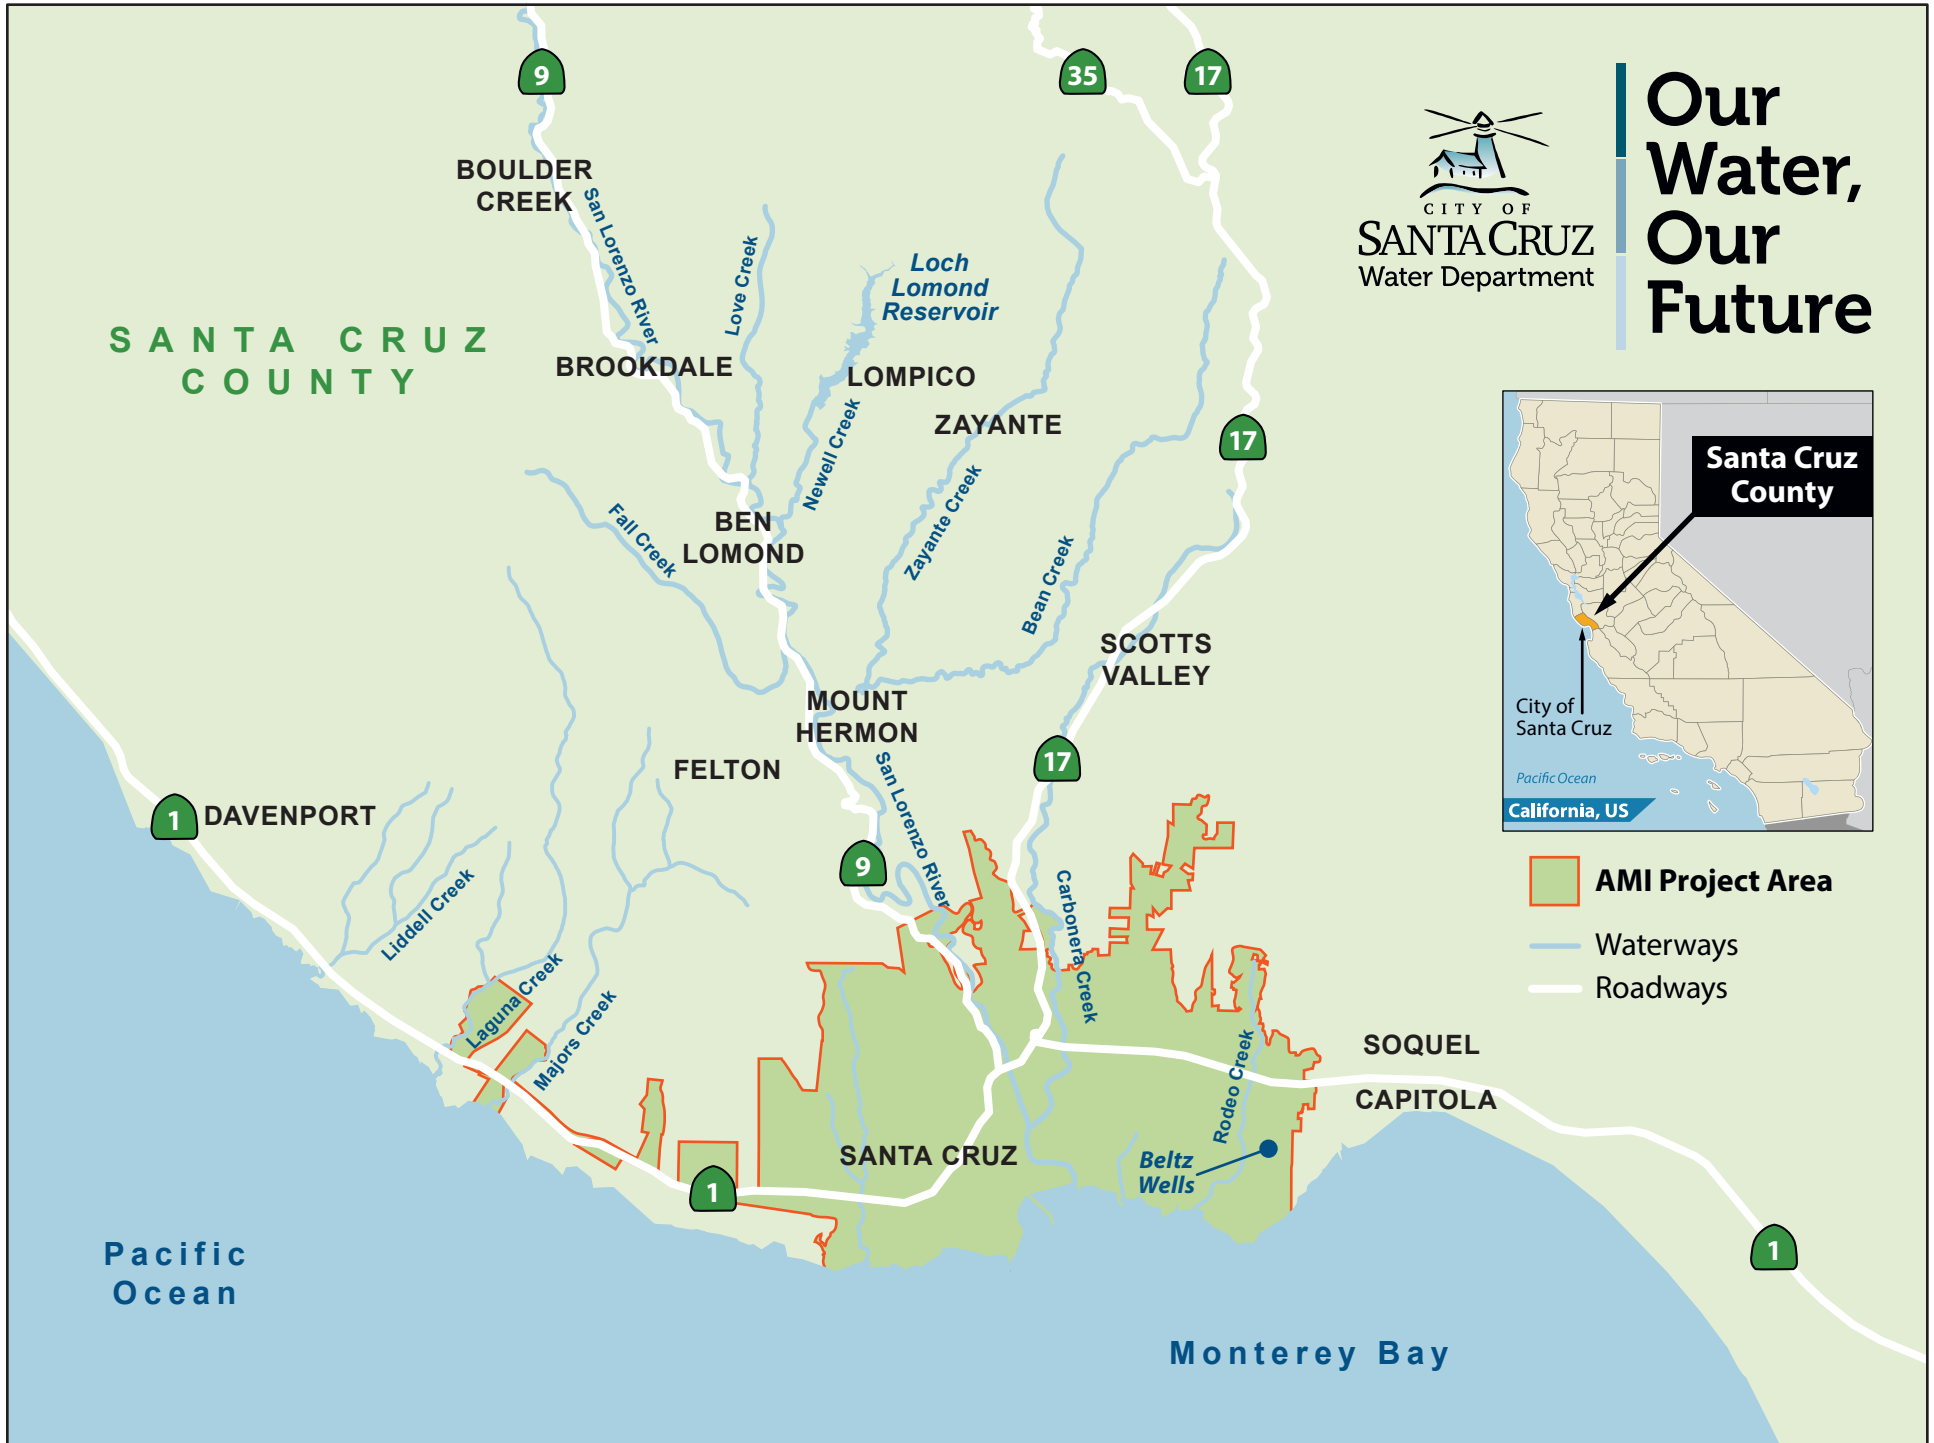 9
35
17
Our
Water,
Our
Future
CITY OF
SANTA CRUZ
Water Department
BOULDER
CREEK
San Lorenzo River
Love Creek
Loch
Lomond
Reservoir
SANTA CRUZ
COUNTY
BROOKDALE
LOMPICO
ZAYANTE
17
Newell Creek
Zayante Creek
Fall Creek
BEN
LOMOND
Bean Creek
SCOTTS
VALLEY
MOUNT
HERMON
FELTON
San Lorenzo River
17
1
DAVENPORT
9
Liddell Creek
Laguna Creek
Majors Creek
Carbonera Creek
Rodeo Creek
SOQUEL
CAPITOLA
SANTA CRUZ
Beltz
Wells
1
1
Pacific
Ocean
Monterey Bay
Santa Cruz
County
City of
Santa Cruz
Pacific Ocean
California, US
AMI Project Area
Waterways
Roadways